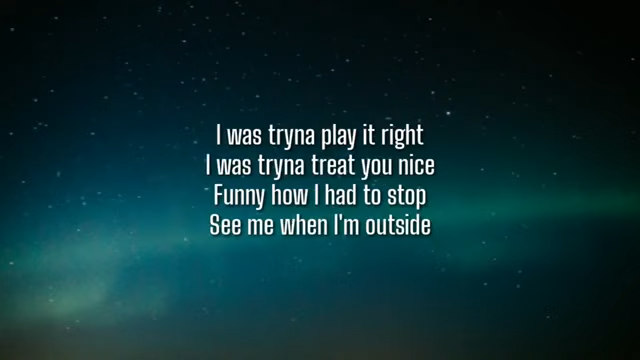 I was tryna play it right
I was tryna treat you nice
Funny how I had to stop
See me when I'm outside